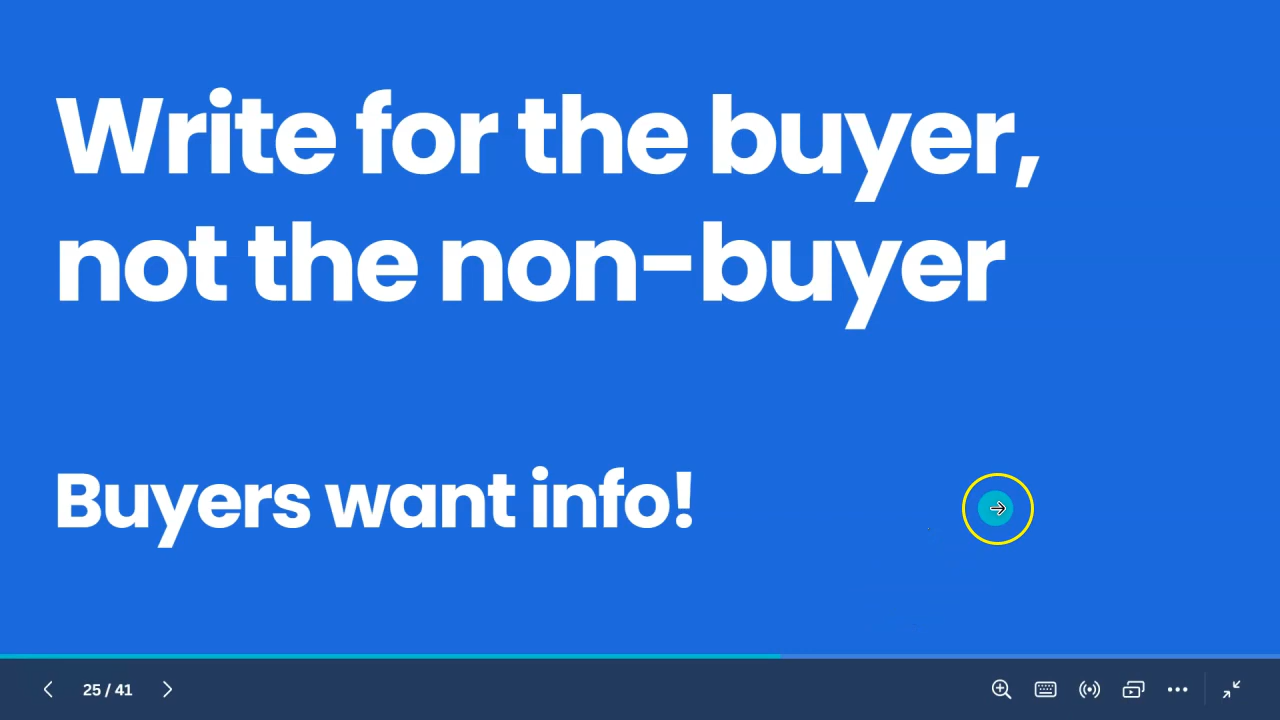 Write for the buyer,
not the non-buyer
Buyers want info!
25 / 41